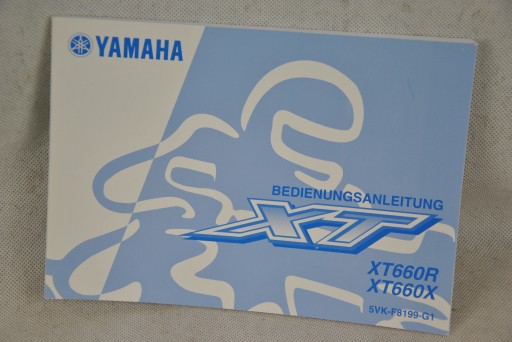 YAMAHA
BEDIENUNGSANLEITUNG
XT
XT660R
XT660X
5VK-F8199-G1